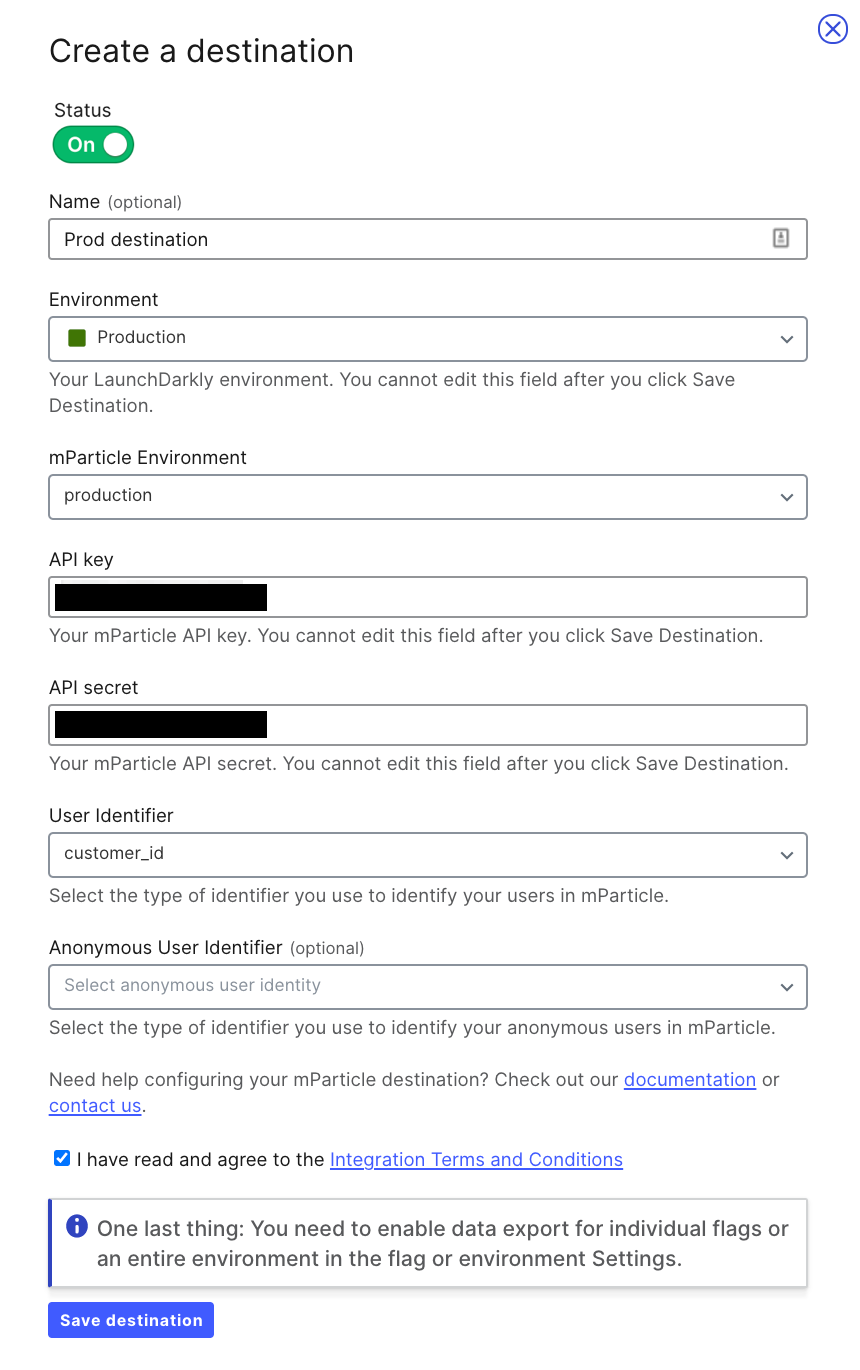 Create a destination
Status
On
Name (optional)
Prod destination
Environment
Production
Your LaunchDarkly environment. You cannot edit this field after you click Save
Destination.
mParticle Environment
production
API key
Your mParticle API key. You cannot edit this field after you click Save Destination.
API secret
Your mParticle API secret. You cannot edit this field after you click Save Destination.
User Identifier
customer_id
Select the type of identifier you use to identify your users in mParticle.
Anonymous User Identifier (optional)
Select anonymous user identity
Select the type of identifier you use to identify your anonymous users in mParticle.
Need help configuring your mParticle destination? Check out our documentation or
contact us.
I have read and agree to the Integration Terms and Conditions
One last thing: You need to enable data export for individual flags or
an entire environment in the flag or environment Settings.
Save destination